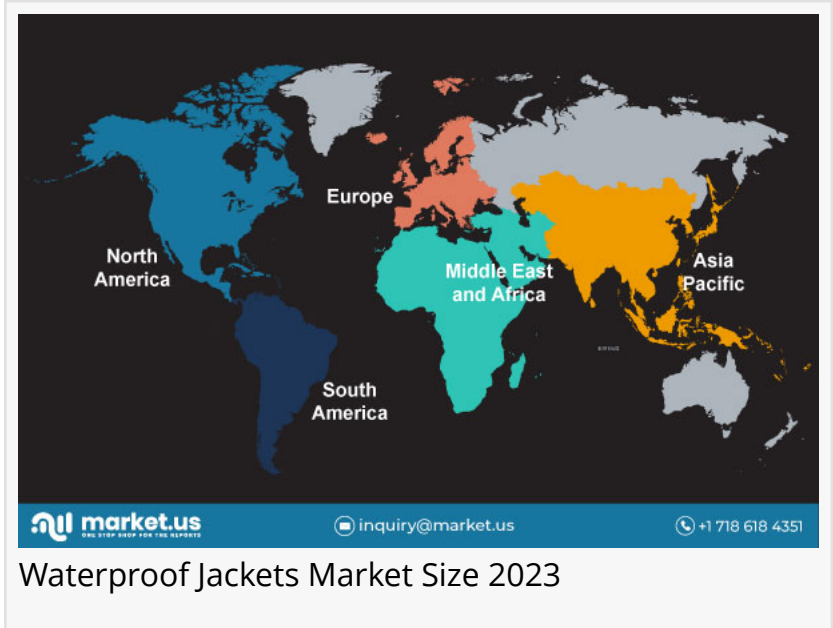 Europe
North
America
Middle East
and Africa
Asia
Pacific
South
America
market.us
ONE STOP SHOP FOR THE REPORTS
inquiry@market.us
+1 718 618 4351
Waterproof Jackets Market Size 2023